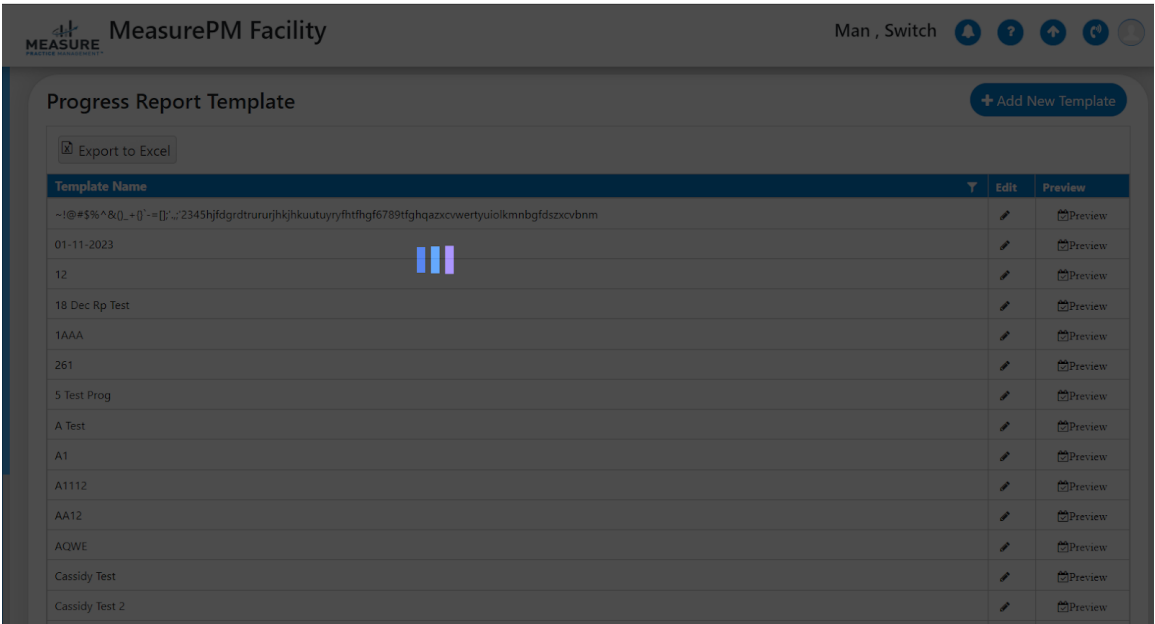 MEASURE
PRACTICE MANAGEMENT
MeasurePM Facility
Man , Switch
Progress Report Template
Add New Template
Export to Excel
Template Name Edit Preview
Preview
01-11-2023 Preview
12 Preview
18 Dec Rp Test Preview
1AAA Preview
261 Preview
5 Test Prog Preview
A Test Preview
A1 Preview
A1112 Preview
AA12 Preview
AQWE Preview
Cassidy Test Preview
Cassidy Test 2 Preview